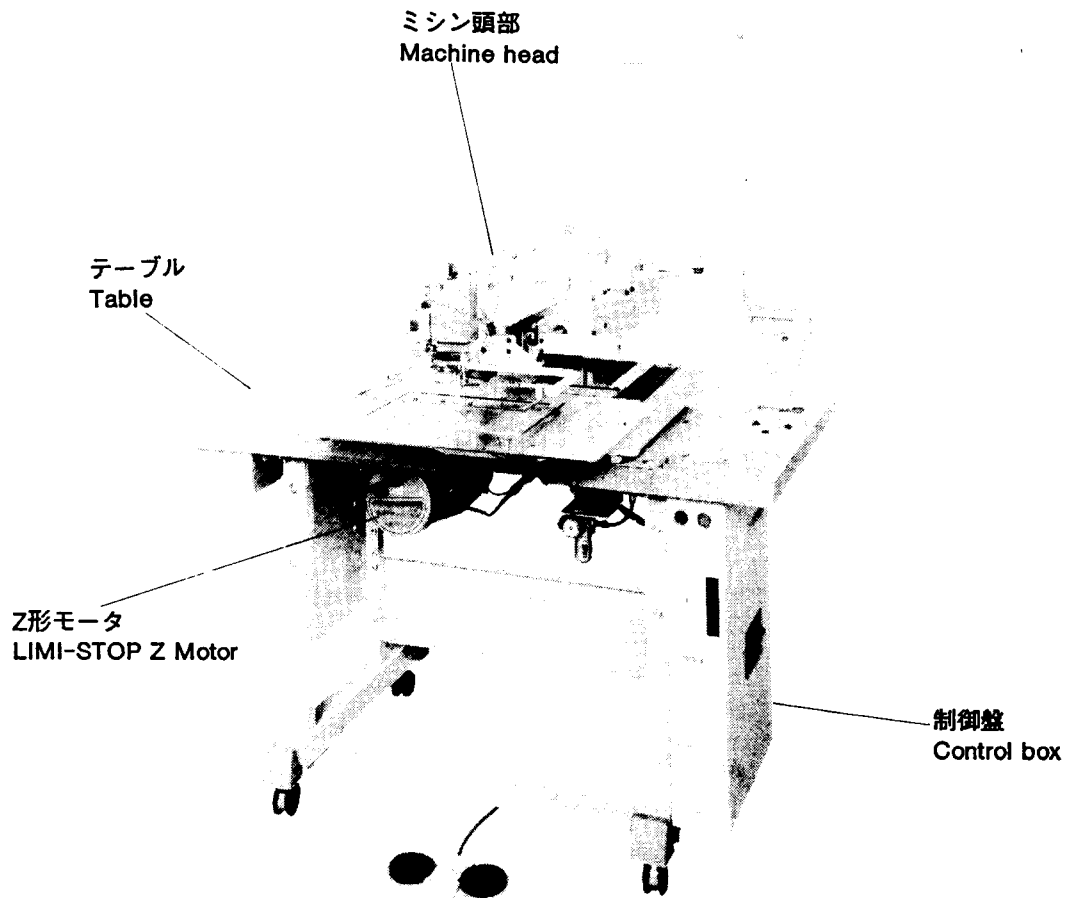 ミシン頭部
Machine head
テーブル
Table
Z形モータ
LIMI-STOP Z Motor
制御盤
Control box